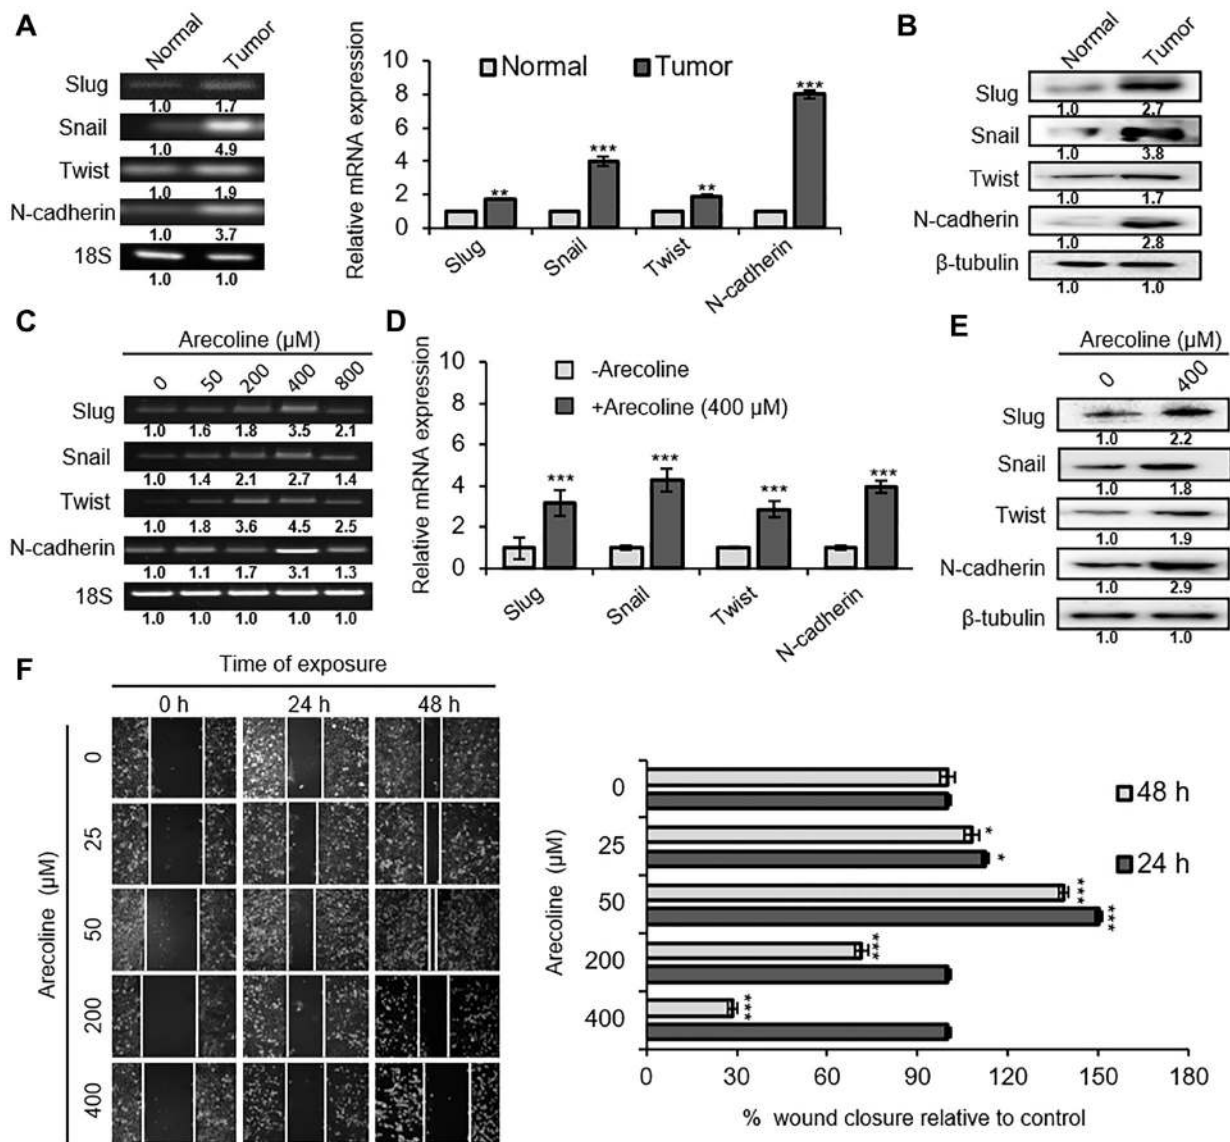 A
Normal Tumor
Slug
1.0 1.7
Snail
1.0 4.9
Twist
1.0 1.9
N-cadherin
1.0 3.7
18S
1.0 1.0
Relative mRNA expression
10
8
6
4
2
0
Normal Tumor
** *** ** ***
Slug Snail Twist N-cadherin
B
Normal Tumor
Slug
1.0 2.7
Snail
1.0 3.8
Twist
1.0 1.7
N-cadherin
1.0 2.8
β-tubulin
1.0 1.0
C
Arecoline (µM)
0 50 200 400 800
Slug
1.0 1.6 1.8 3.5 2.1
Snail
1.0 1.4 2.1 2.7 1.4
Twist
1.0 1.8 3.6 4.5 2.5
N-cadherin
1.0 1.1 1.7 3.1 1.3
18S
1.0 1.0 1.0 1.0 1.0
D
Relative mRNA expression
10
8
6
4
2
0
-Arecoline
+Arecoline (400 µM)
*** *** *** ***
Slug Snail Twist N-cadherin
E
Arecoline (µM)
0 400
Slug
1.0 2.2
Snail
1.0 1.8
Twist
1.0 1.9
N-cadherin
1.0 2.9
β-tubulin
1.0 1.0
F
Time of exposure
0 h 24 h 48 h
Arecoline (µM)
0
25
50
200
400
Arecoline (µM)
0
25
50
200
400
*
*
***
***
***
***
48 h
24 h
0 30 60 90 120 150 180
% wound closure relative to control